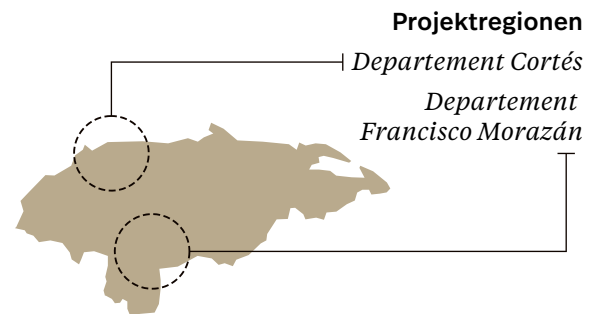 Projektregionen
Departement Cortés
Departement
Francisco Morazán